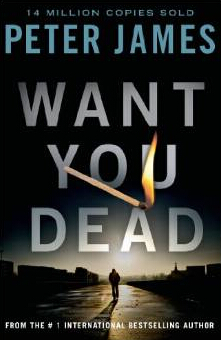 14 MILLION COPIES SOLD
PETER JAMES
WANT
YOU
DEAD
FROM THE # 1 INTERNATIONAL BESTSELLING AUTHOR